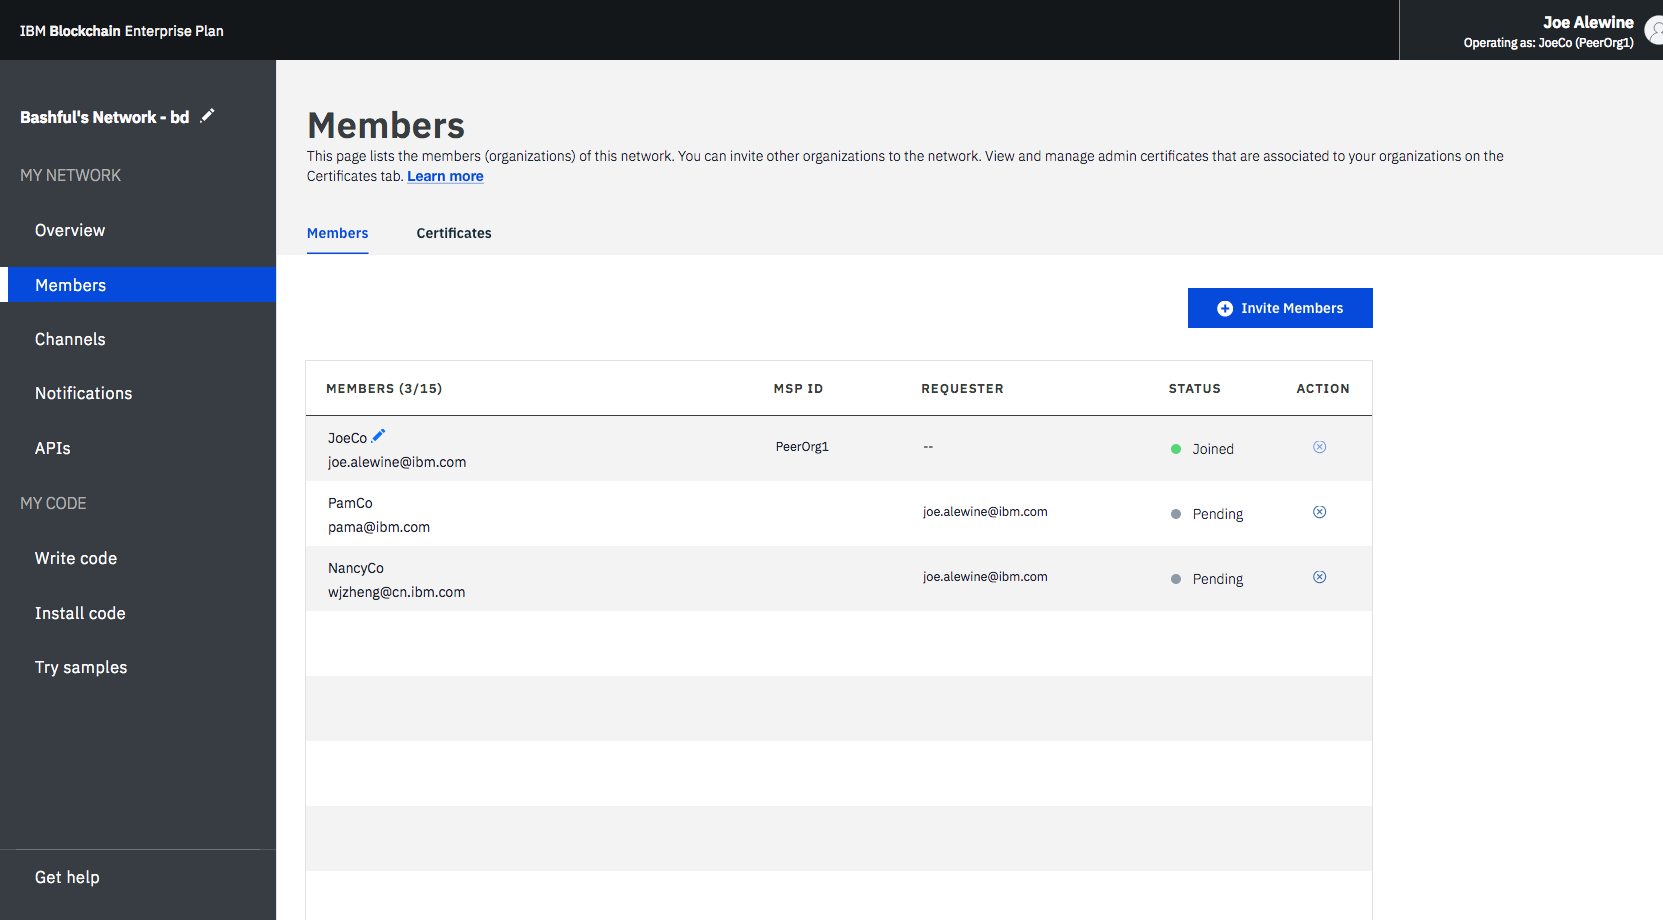 IBM Blockchain Enterprise Plan
Joe Alewine
Operating as: JoeCo (PeerOrg1)
Bashful's Network - bd
MY NETWORK
Overview
Members
Channels
Notifications
APIs
MY CODE
Write code
Install code
Try samples
Get help
Members
This page lists the members (organizations) of this network. You can invite other organizations to the network. View and manage admin certificates that are associated to your organizations on the
Certificates tab. Learn more
Members Certificates
Invite Members
MEMBERS (3/15) MSP ID REQUESTER STATUS ACTION
JoeCo
joe.alewine@ibm.com PeerOrg1 -- Joined
PamCo
pama@ibm.com joe.alewine@ibm.com Pending
NancyCo
wjzheng@cn.ibm.com joe.alewine@ibm.com Pending